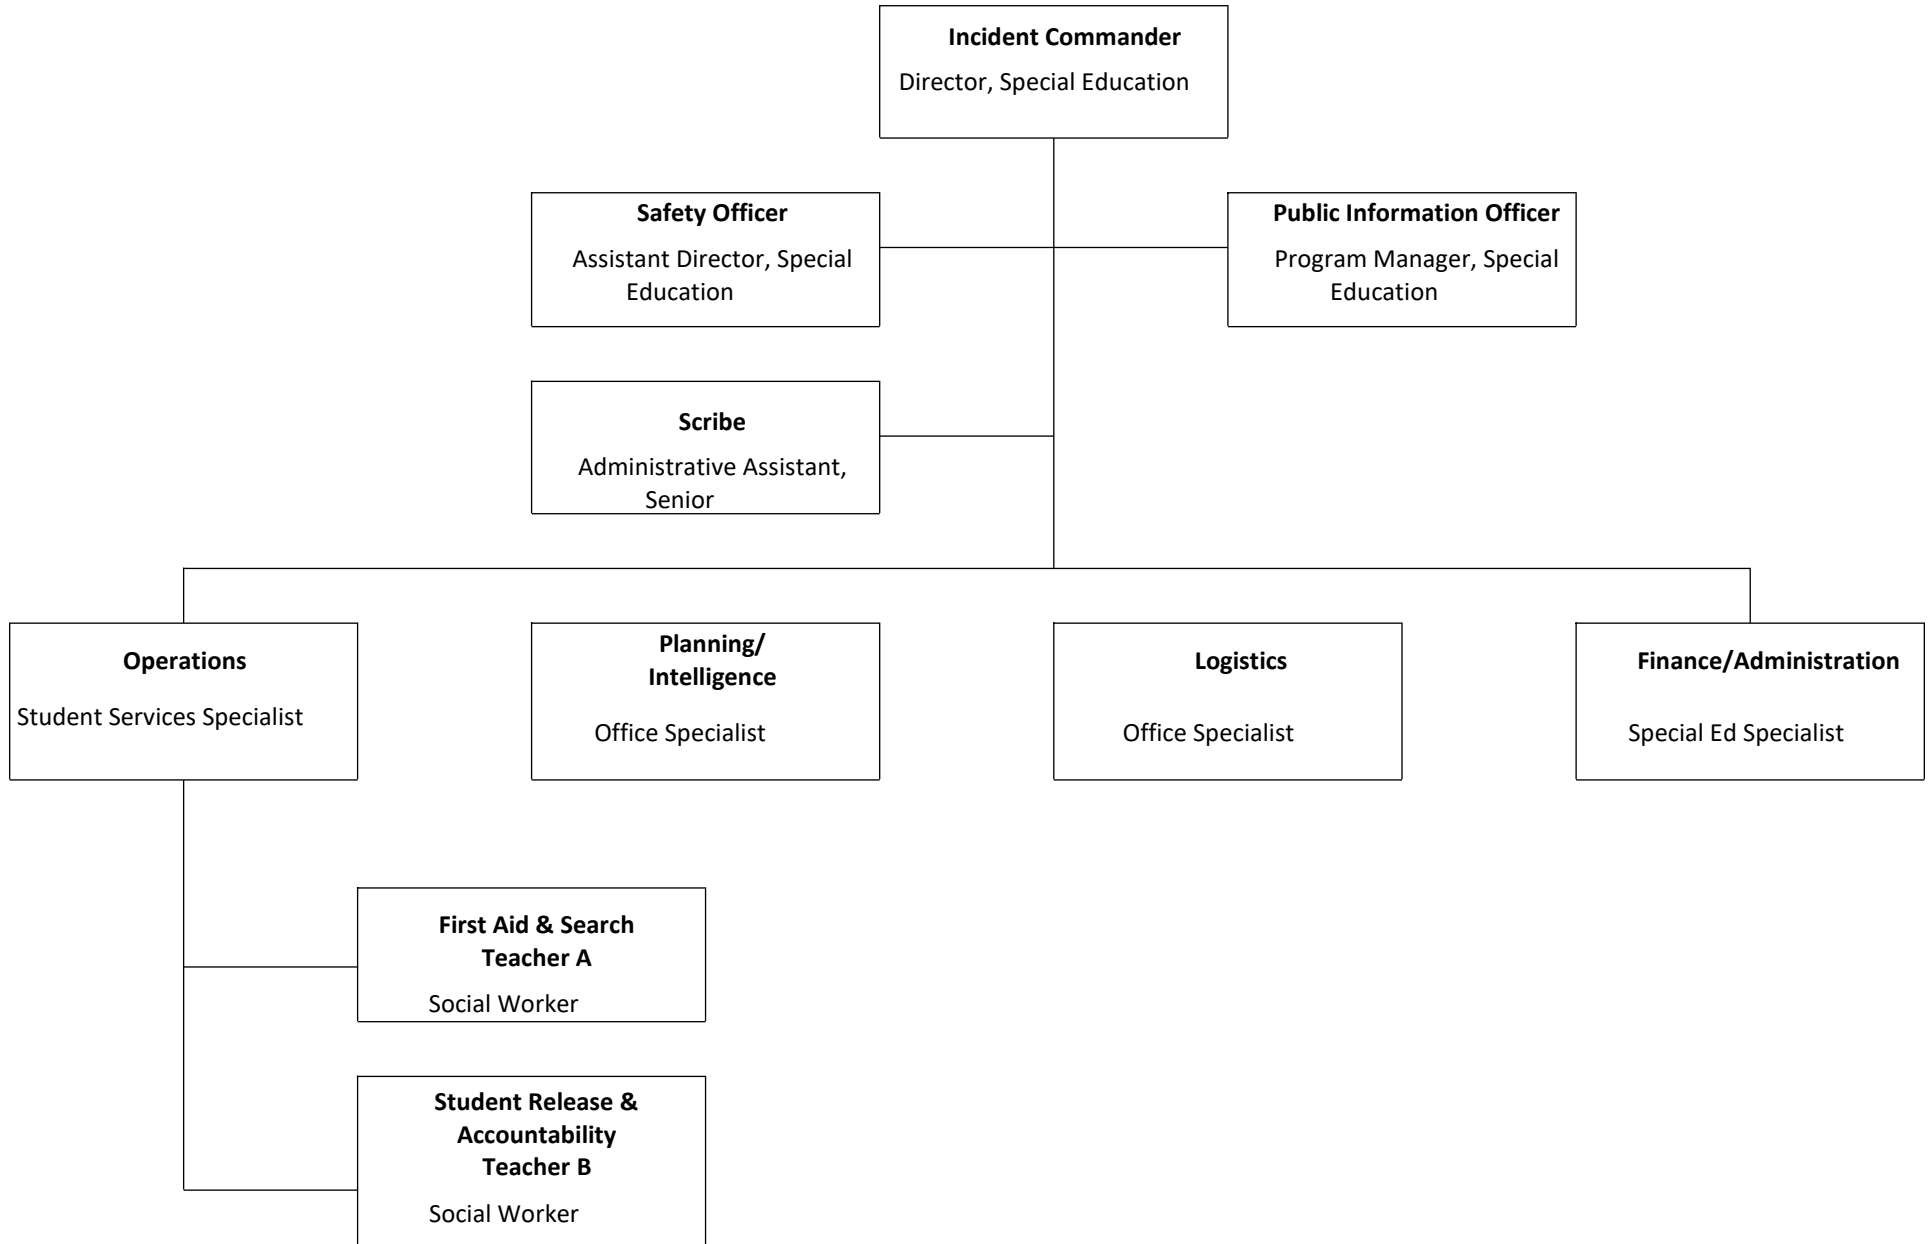 Incident Commander
Director, Special Education
Safety Officer
Assistant Director, Special
Education
Public Information Officer
Program Manager, Special
Education
Scribe
Administrative Assistant,
Senior
Operations
Student Services Specialist
Planning/
Intelligence
Office Specialist
Logistics
Office Specialist
Finance/Administration
Special Ed Specialist
First Aid & Search
Teacher A
Social Worker
Student Release &
Accountability
Teacher B
Social Worker